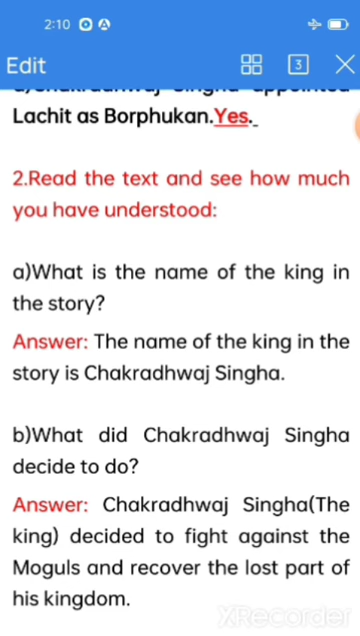 2:10
Edit
3
Lachit as Borphukan.Yes.
2.Read the text and see how much
you have understood:
a)What is the name of the king in
the story?
Answer: The name of the king in the
story is Chakradhwaj Singha.
b)What did Chakradhwaj Singha
decide to do?
Answer: Chakradhwaj Singha(The
king) decided to fight against the
Moguls and recover the lost part of
his kingdom.
XRecorder